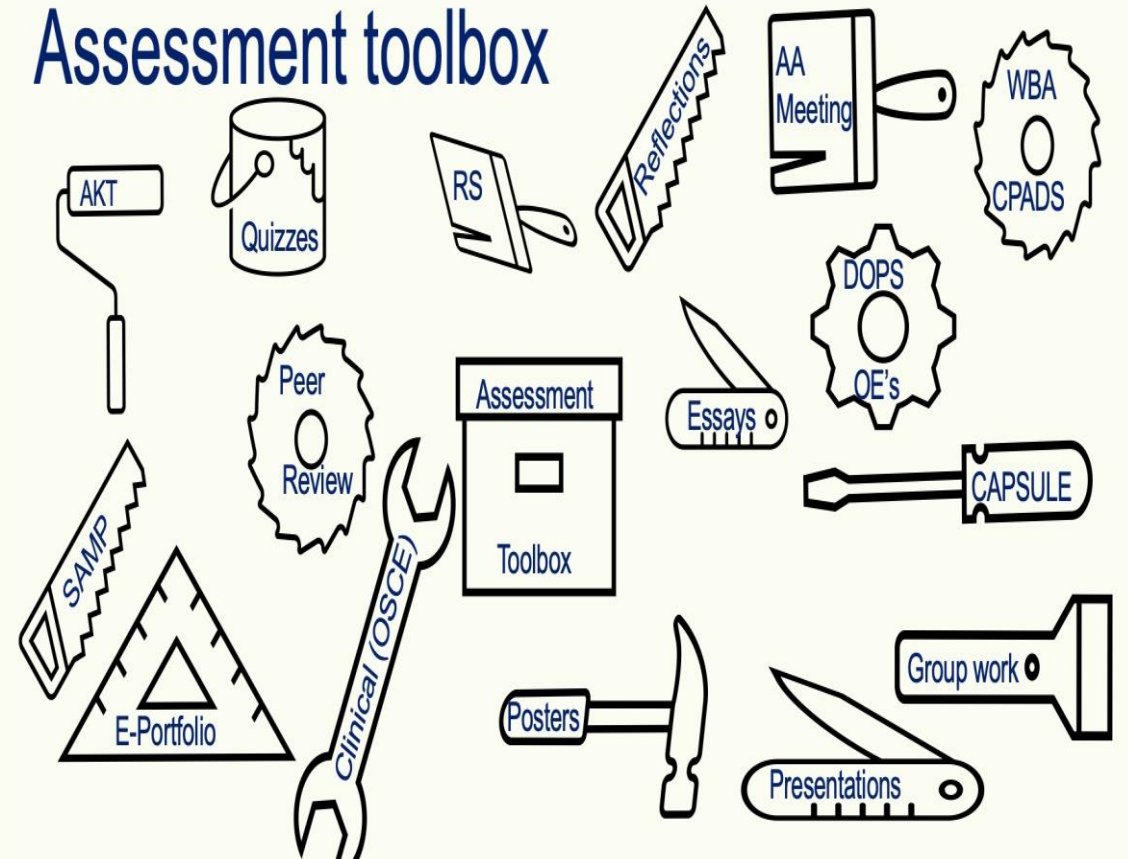 Assessment toolbox
AKT
Quizzes
RS
Reflections
AA
Meeting
WBA
CPADS
DOPS
OE's
Peer
Review
Assessment
Toolbox
Essays
CAPSULE
SAMP
E-Portfolio
Clinical (OSCE)
Posters
Group work
Presentations